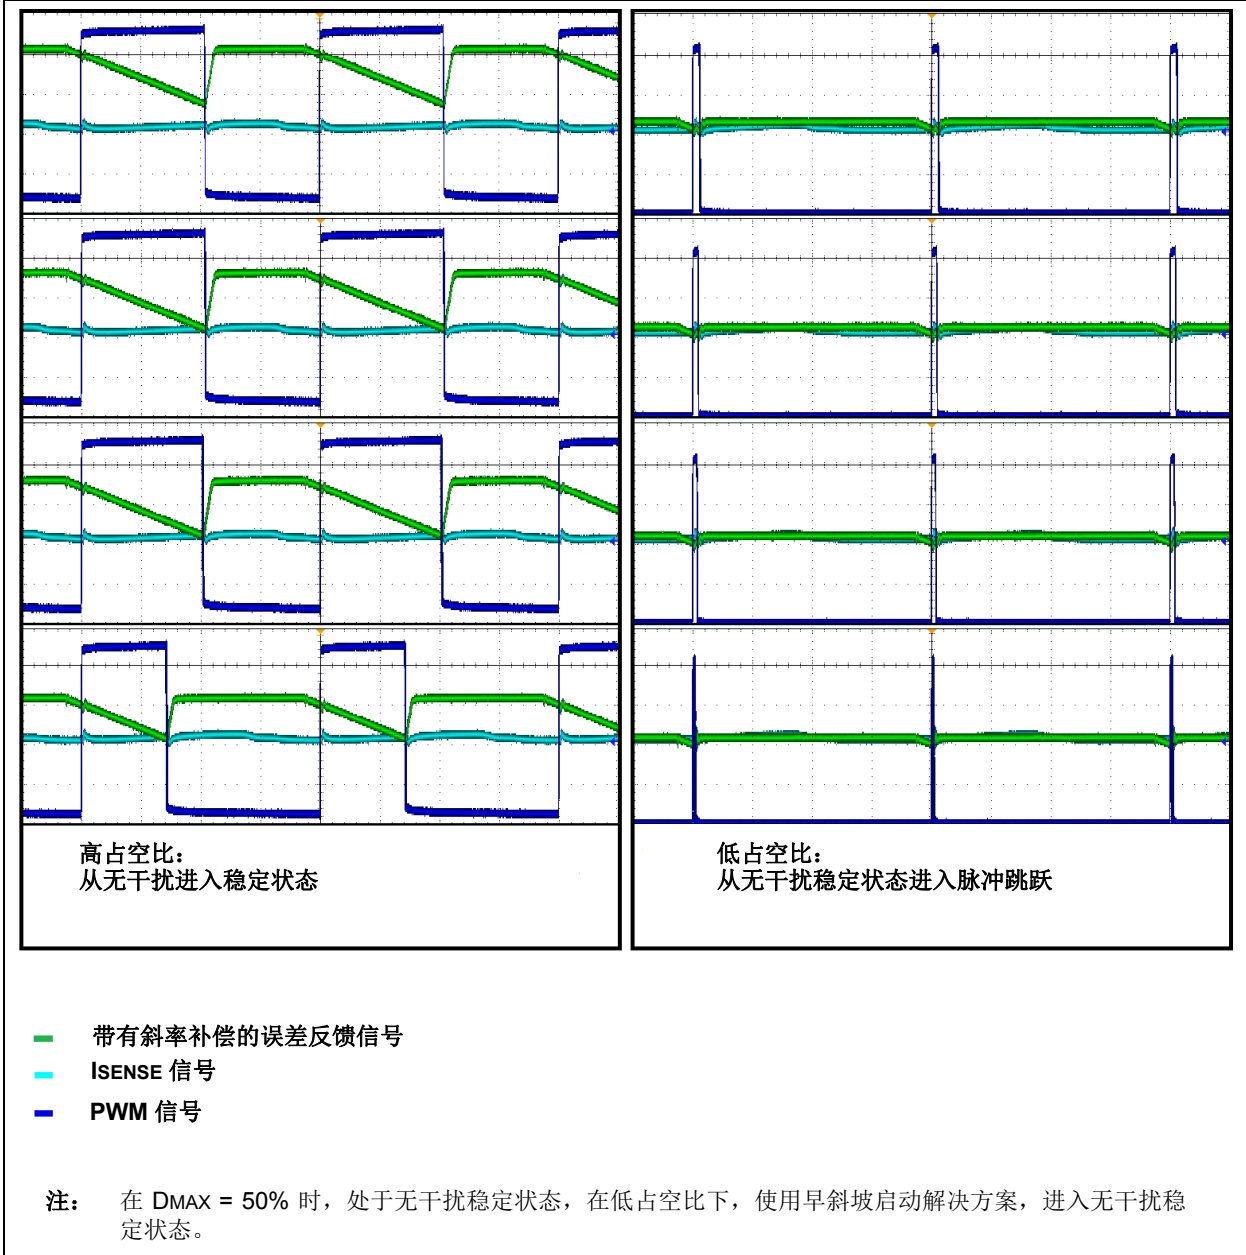 高占空比：
从无干扰进入稳定状态
低占空比：
从无干扰稳定状态进入脉冲跳跃
带有斜率补偿的误差反馈信号
ISENSE 信号
PWM 信号
注： 在 DMAX = 50% 时，处于无干扰稳定状态，在低占空比下，使用早斜坡启动解决方案，进入无干扰稳
定状态。